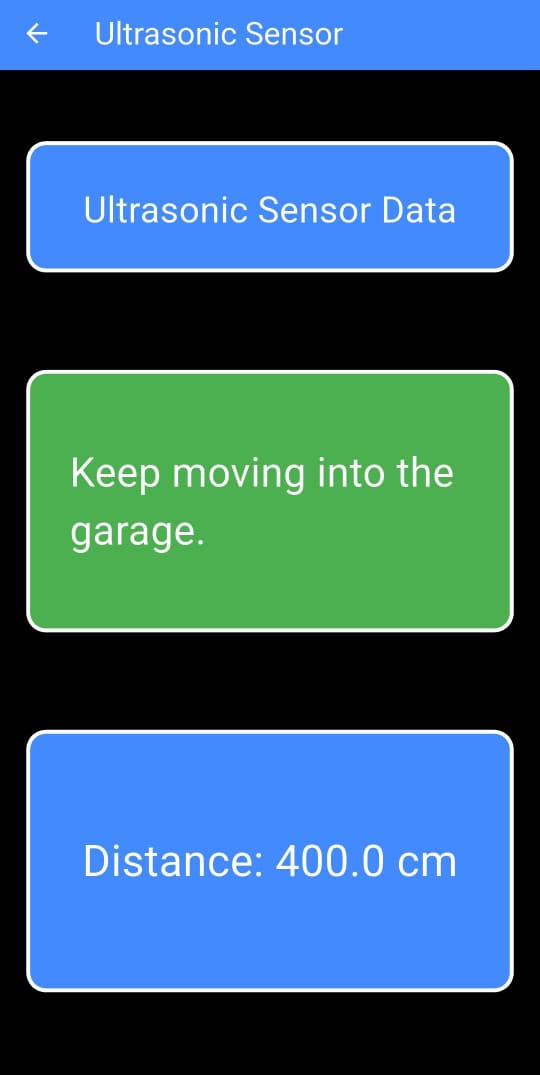 Ultrasonic Sensor
Ultrasonic Sensor Data
Keep moving into the
garage.
Distance: 400.0 cm